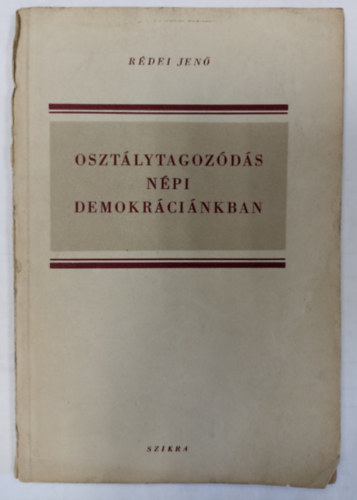 RÉDEI JENŐ
OSZTÁLYTAGOZÓDÁS
NÉPI
DEMOKRÁCIÁNKBAN
SZIKRA